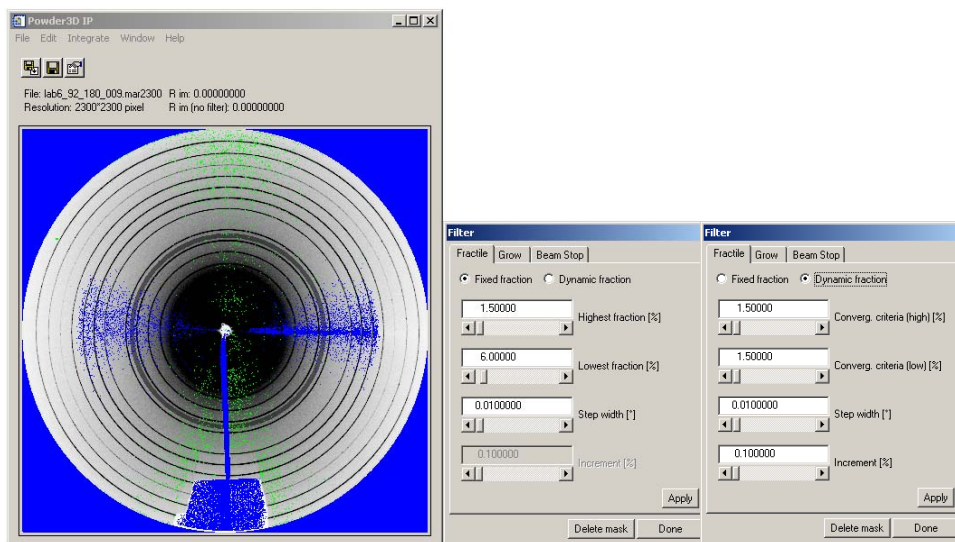 Powder3D IP
File Edit Integrate Window Help
File: lab6_92_180_009.mar2300 R im: 0.00000000
Resolution: 2300*2300 pixel R im (no filter): 0.00000000
Filter
Fractile Grow Beam Stop
Fixed fraction Dynamic fraction
1.50000
Highest fraction [%]
6.00000
Lowest fraction [%]
0.0100000
Step width [°]
0.100000
Increment [%]
Apply
Delete mask Done
Filter
Fractile Grow Beam Stop
Fixed fraction Dynamic fraction
1.50000
Converg. criteria (high) [%]
1.50000
Converg. criteria (low) [%]
0.0100000
Step width [°]
0.100000
Increment [%]
Apply
Delete mask Done